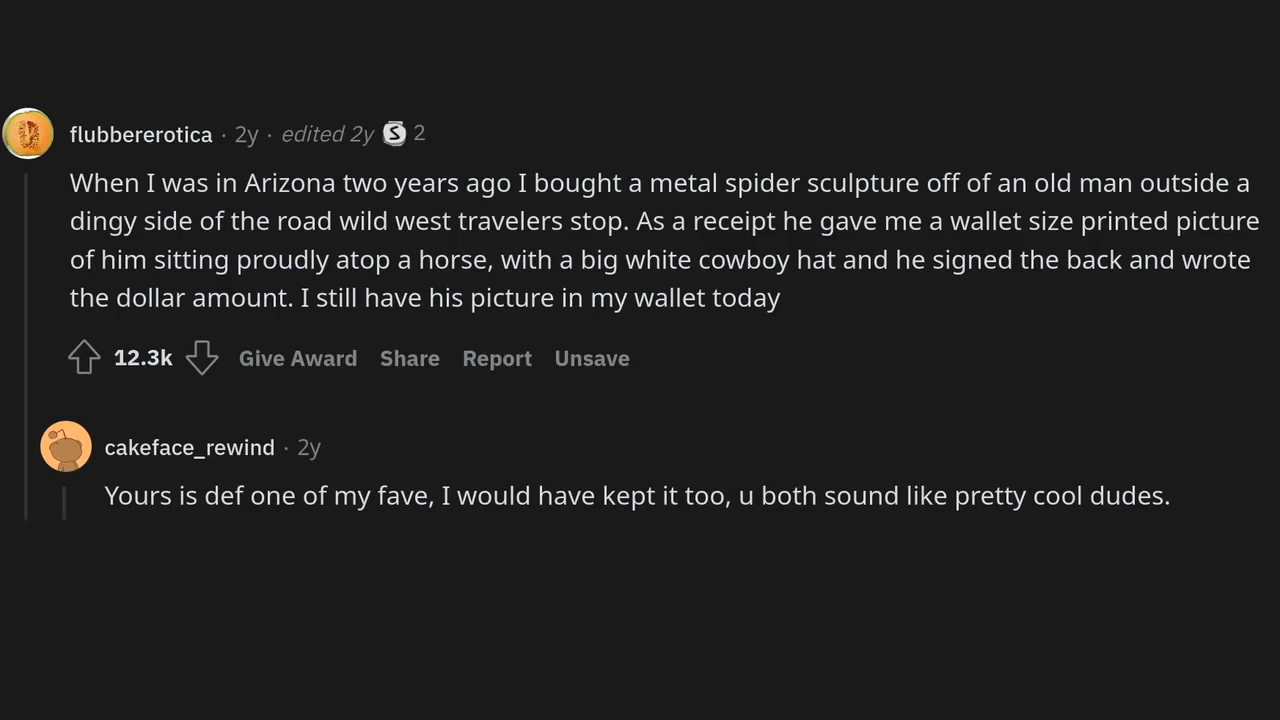 flubbererotica · 2y · edited 2y S 2
When I was in Arizona two years ago I bought a metal spider sculpture off of an old man outside a
dingy side of the road wild west travelers stop. As a receipt he gave me a wallet size printed picture
of him sitting proudly atop a horse, with a big white cowboy hat and he signed the back and wrote
the dollar amount. I still have his picture in my wallet today
12.3k Give Award Share Report Unsave
cakeface_rewind · 2y
Yours is def one of my fave, I would have kept it too, u both sound like pretty cool dudes.